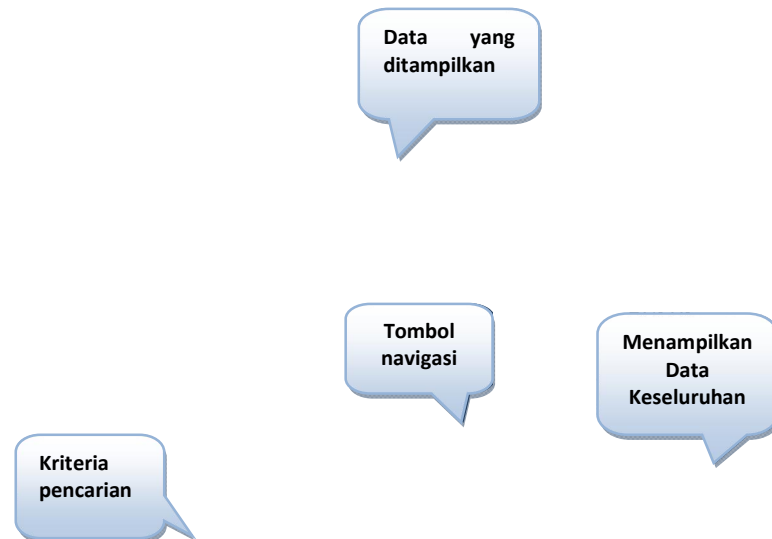 Data yang
ditampilkan
Tombol
navigasi
Menampilkan
Data
Keseluruhan
Kriteria
pencarian